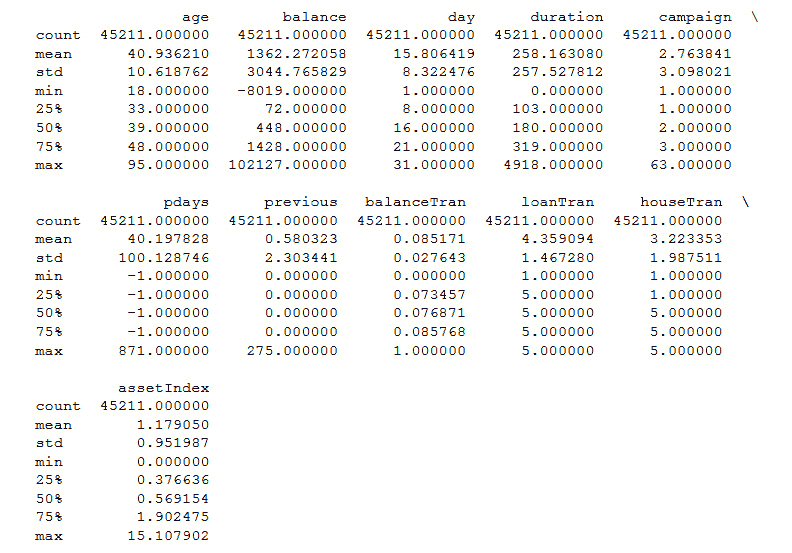 age balance day duration campaign \
count 45211.000000 45211.000000 45211.000000 45211.000000 45211.000000
mean 40.936210 1362.272058 15.806419 258.163080 2.763841
std 10.618762 3044.765829 8.322476 257.527812 3.098021
min 18.000000 -8019.000000 1.000000 0.000000 1.000000
25% 33.000000 72.000000 8.000000 103.000000 1.000000
50% 39.000000 448.000000 16.000000 180.000000 2.000000
75% 48.000000 1428.000000 21.000000 319.000000 3.000000
max 95.000000 102127.000000 31.000000 4918.000000 63.000000
pdays previous balanceTran loanTran houseTran \
count 45211.000000 45211.000000 45211.000000 45211.000000 45211.000000
mean 40.197828 0.580323 0.085171 4.359094 3.223353
std 100.128746 2.303441 0.027643 1.467280 1.987511
min -1.000000 0.000000 0.000000 1.000000 1.000000
25% -1.000000 0.000000 0.073457 5.000000 1.000000
50% -1.000000 0.000000 0.076871 5.000000 5.000000
75% -1.000000 0.000000 0.085768 5.000000 5.000000
max 871.000000 275.000000 1.000000 5.000000 5.000000
assetIndex
count 45211.000000
mean 1.179050
std 0.951987
min 0.000000
25% 0.376636
50% 0.569154
75% 1.902475
max 15.107902